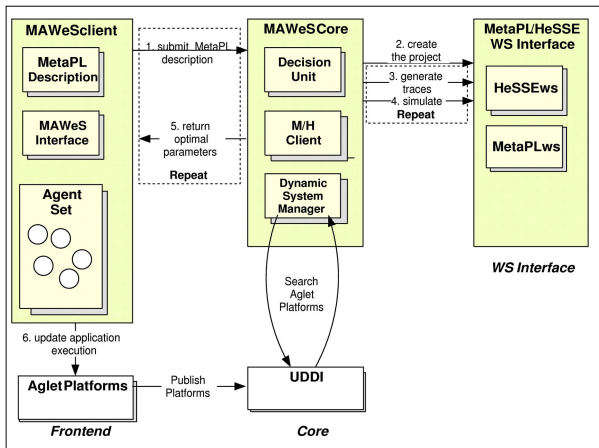 MAWeSclient
MetaPL
Description
MAWeS
Interface
Agent
Set
1. submit MetaPL
description
5. return
optimal
parameters
Repeat
MAWeSCore
Decision
Unit
M/H
Client
Dynamic
System
Manager
2. create
the project
3. generate
traces
4. simulate
Repeat
MetaPL/HeSSE
WS Interface
HeSSEws
MetaPLws
WS Interface
Search
Aglet
Platforms
6. update application
execution
AgletPlatforms
Publish
Platforms
UDDI
Frontend
Core